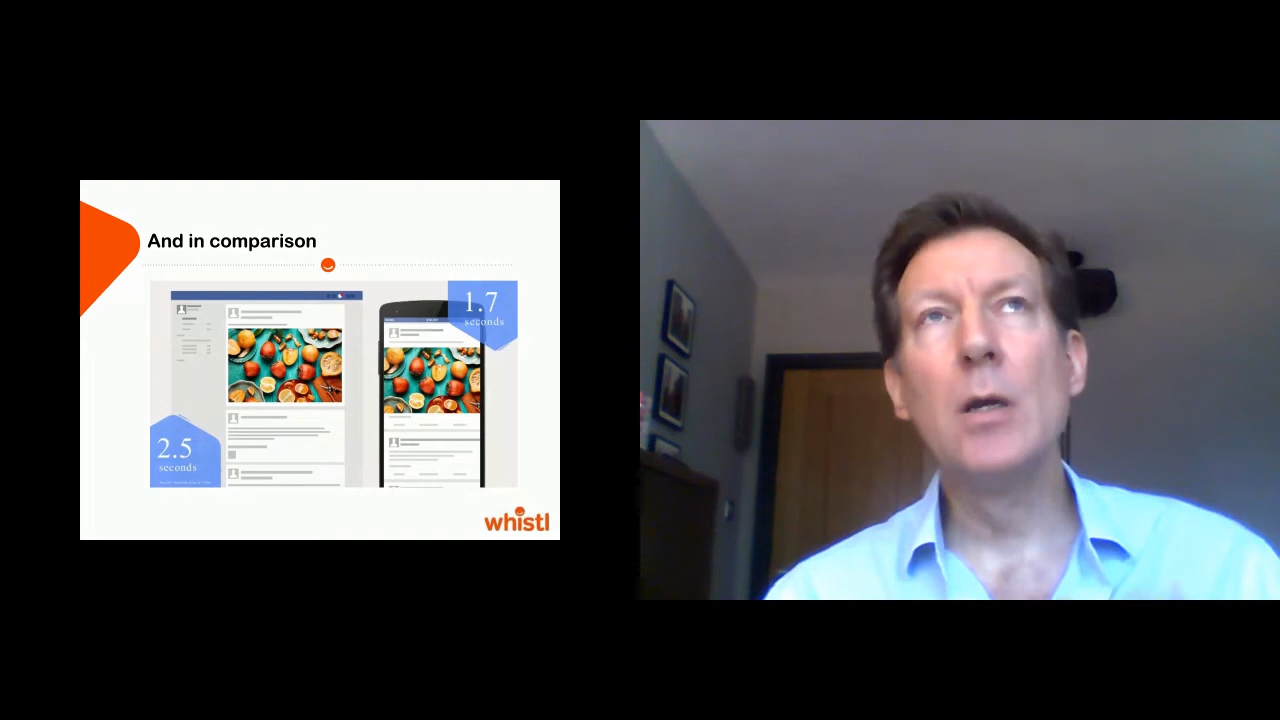 And in comparison
1.7
seconds
2.5
seconds
whistl